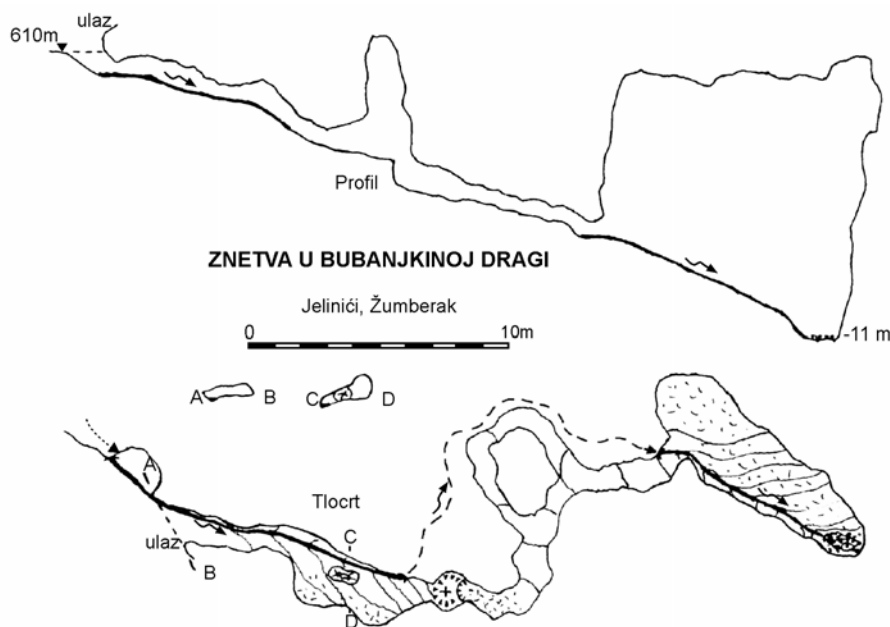 ulaz
610m
Profil
ZNETVA U BUBANJKINOJ DRAGI
Jelinići, Žumberak
0 10m
-11 m
A B C D
A
Tlocrt
ulaz
C
B
D